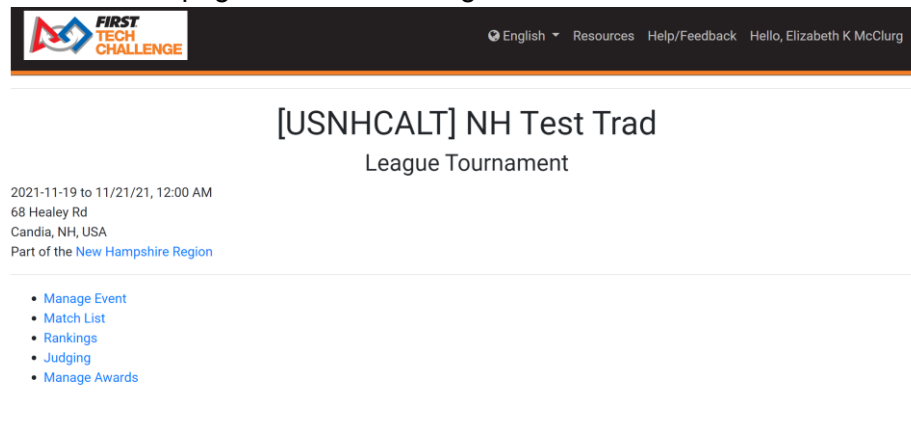 FIRST
TECH
CHALLENGE
English Resources Help/Feedback Hello, Elizabeth K McClurg
[USNHCALT] NH Test Trad
League Tournament
2021-11-19 to 11/21/21, 12:00 AM
68 Healey Rd
Candia, NH, USA
Part of the New Hampshire Region
• Manage Event
• Match List
• Rankings
• Judging
• Manage Awards